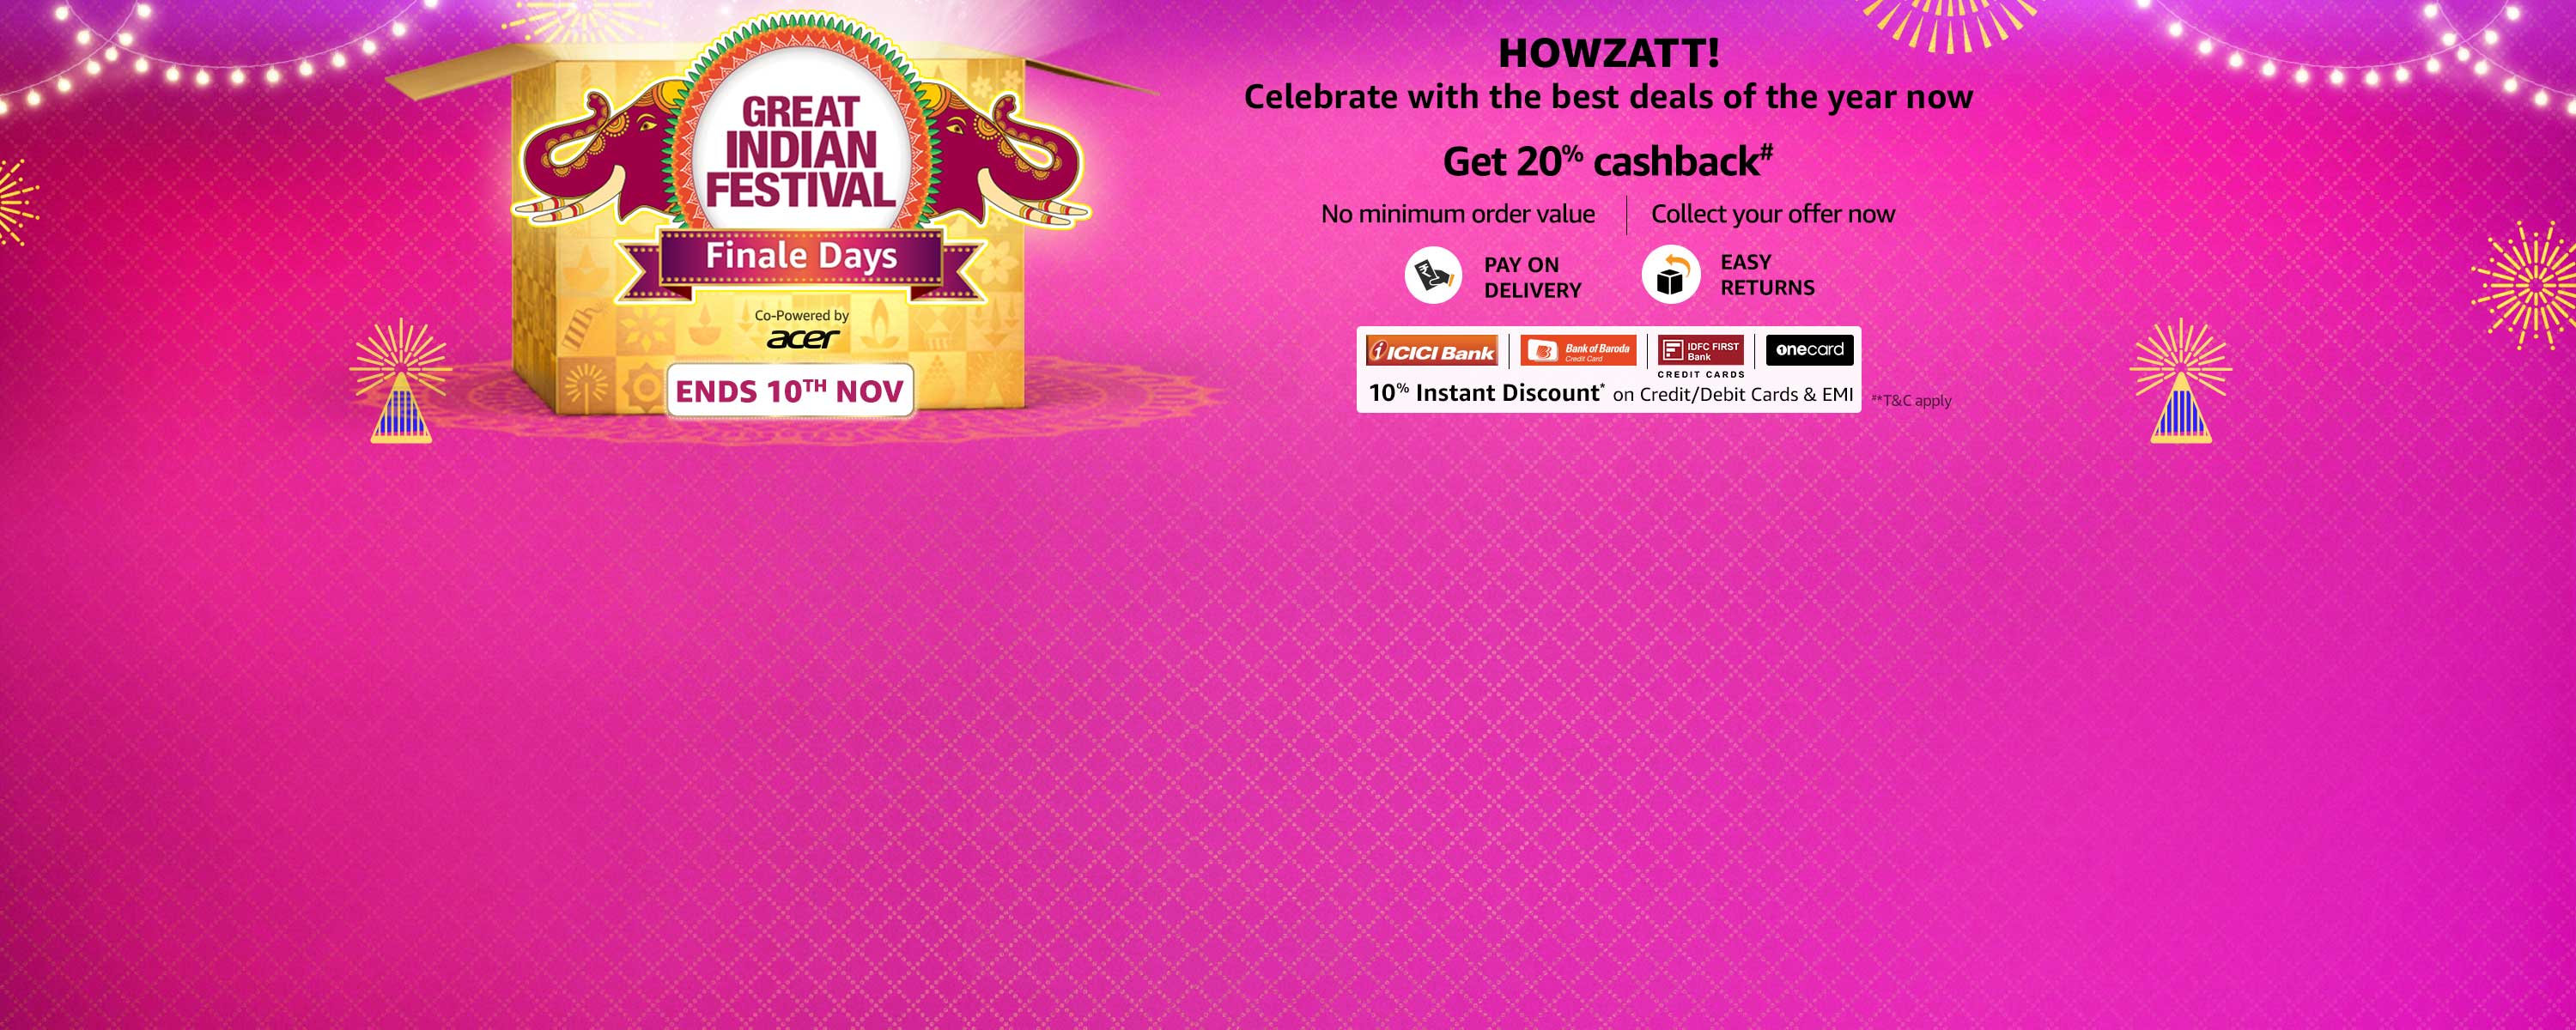 GREAT
INDIAN
FESTIVAL
Finale Days
Co-Powered by
acer
ENDS 10TH NOV
HOWZATT!
Celebrate with the best deals of the year now
Get 20% cashback#
No minimum order value
Collect your offer now
PAY ON
DELIVERY
EASY
RETURNS
₹
ICICI Bank
Bank of Baroda
Credit Card
IDFC FIRST
Bank
CREDIT CARDS
onecard
10% Instant Discount* on Credit/Debit Cards & EMI
#*T&C apply